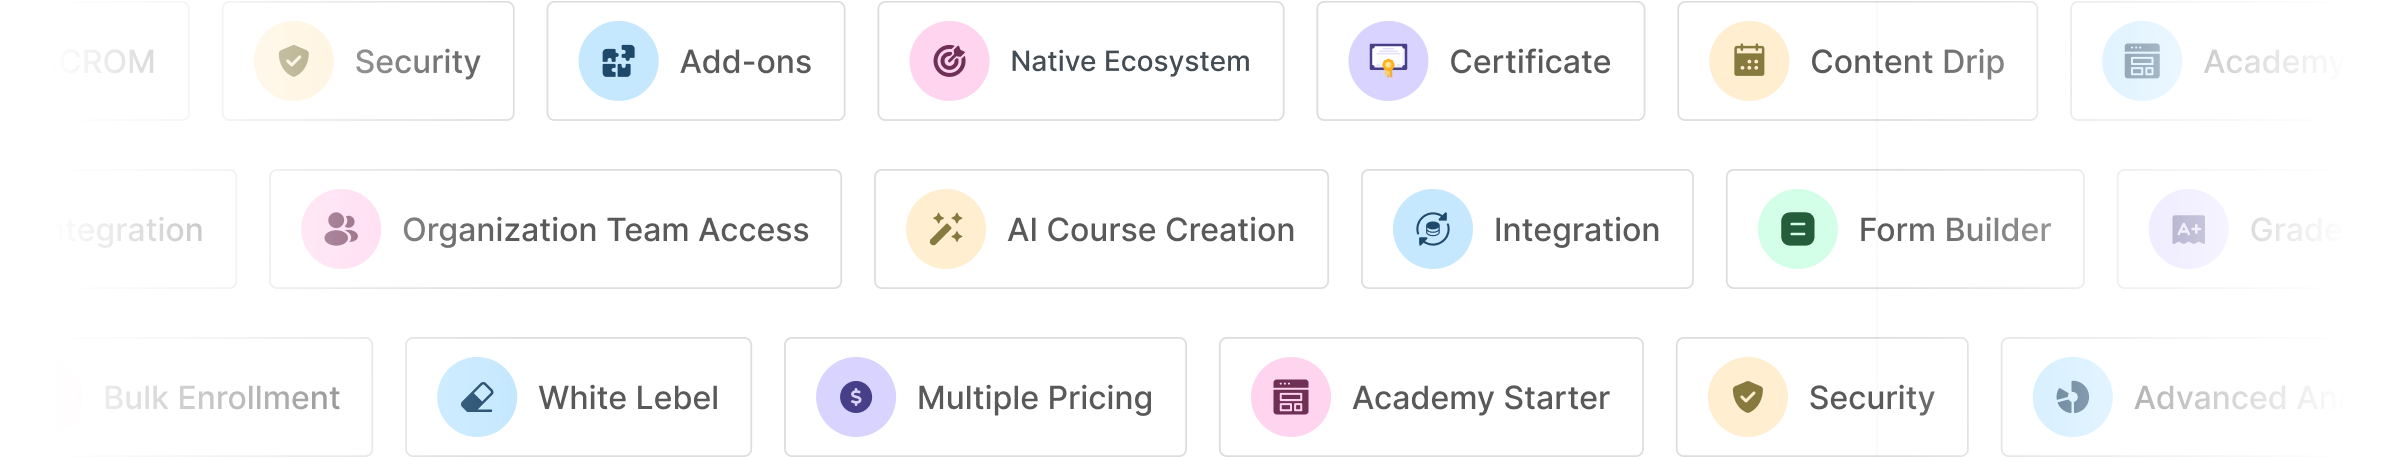 CROM Security Add-ons Native Ecosystem Certificate Content Drip Academy
ntegration Organization Team Access AI Course Creation Integration Form Builder A+ Grade
Bulk Enrollment White Lebel $ Multiple Pricing Academy Starter Security Advanced An